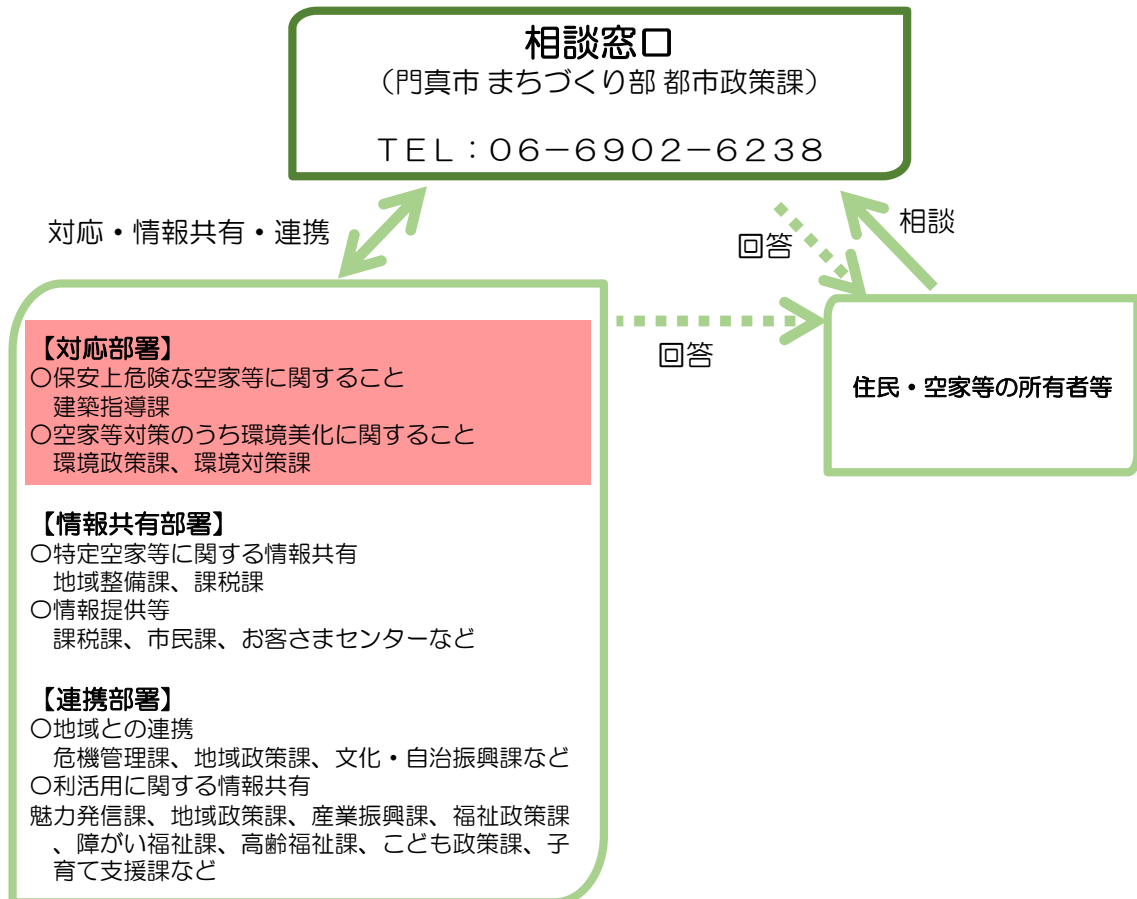 相談窓口
（門真市 まちづくり部 都市政策課）
ＴＥＬ：０６－６９０２－６２３８
対応・情報共有・連携
相談
回答
回答
【対応部署】
〇保安上危険な空家等に関すること
建築指導課
〇空家等対策のうち環境美化に関すること
環境政策課、環境対策課
【情報共有部署】
〇特定空家等に関する情報共有
地域整備課、課税課
〇情報提供等
課税課、市民課、お客さまセンターなど
【連携部署】
〇地域との連携
危機管理課、地域政策課、文化・自治振興課など
〇利活用に関する情報共有
魅力発信課、地域政策課、産業振興課、福祉政策課
、障がい福祉課、高齢福祉課、こども政策課、子
育て支援課など
住民・空家等の所有者等